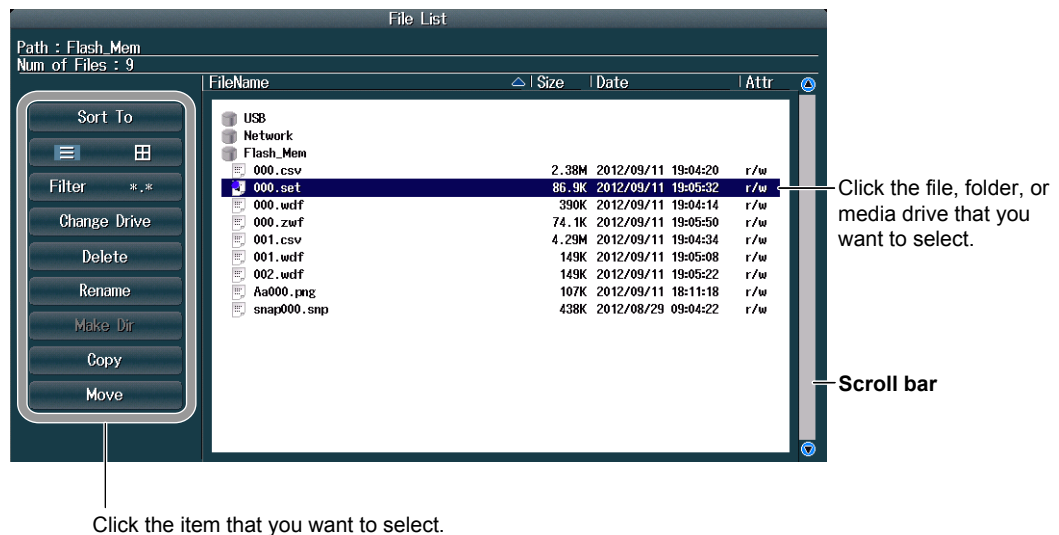 File List
Path : Flash_Mem
Num of Files : 9
FileName Size Date Attr
Sort To
Filter *.*
Change Drive
Delete
Rename
Make Dir
Copy
Move
USB
Network
Flash_Mem
000.csv 2.38M 2012/09/11 19:04:20 r/w
000.set 86.9K 2012/09/11 19:05:32 r/w
000.wdf 390K 2012/09/11 19:04:14 r/w
000.zwf 74.1K 2012/09/11 19:05:50 r/w
001.csv 4.29M 2012/09/11 19:04:34 r/w
001.wdf 149K 2012/09/11 19:05:08 r/w
002.wdf 149K 2012/09/11 19:05:22 r/w
Aa000.png 107K 2012/09/11 18:11:18 r/w
snap000.snp 438K 2012/08/29 09:04:22 r/w
Click the file, folder, or
media drive that you
want to select.
Scroll bar
Click the item that you want to select.